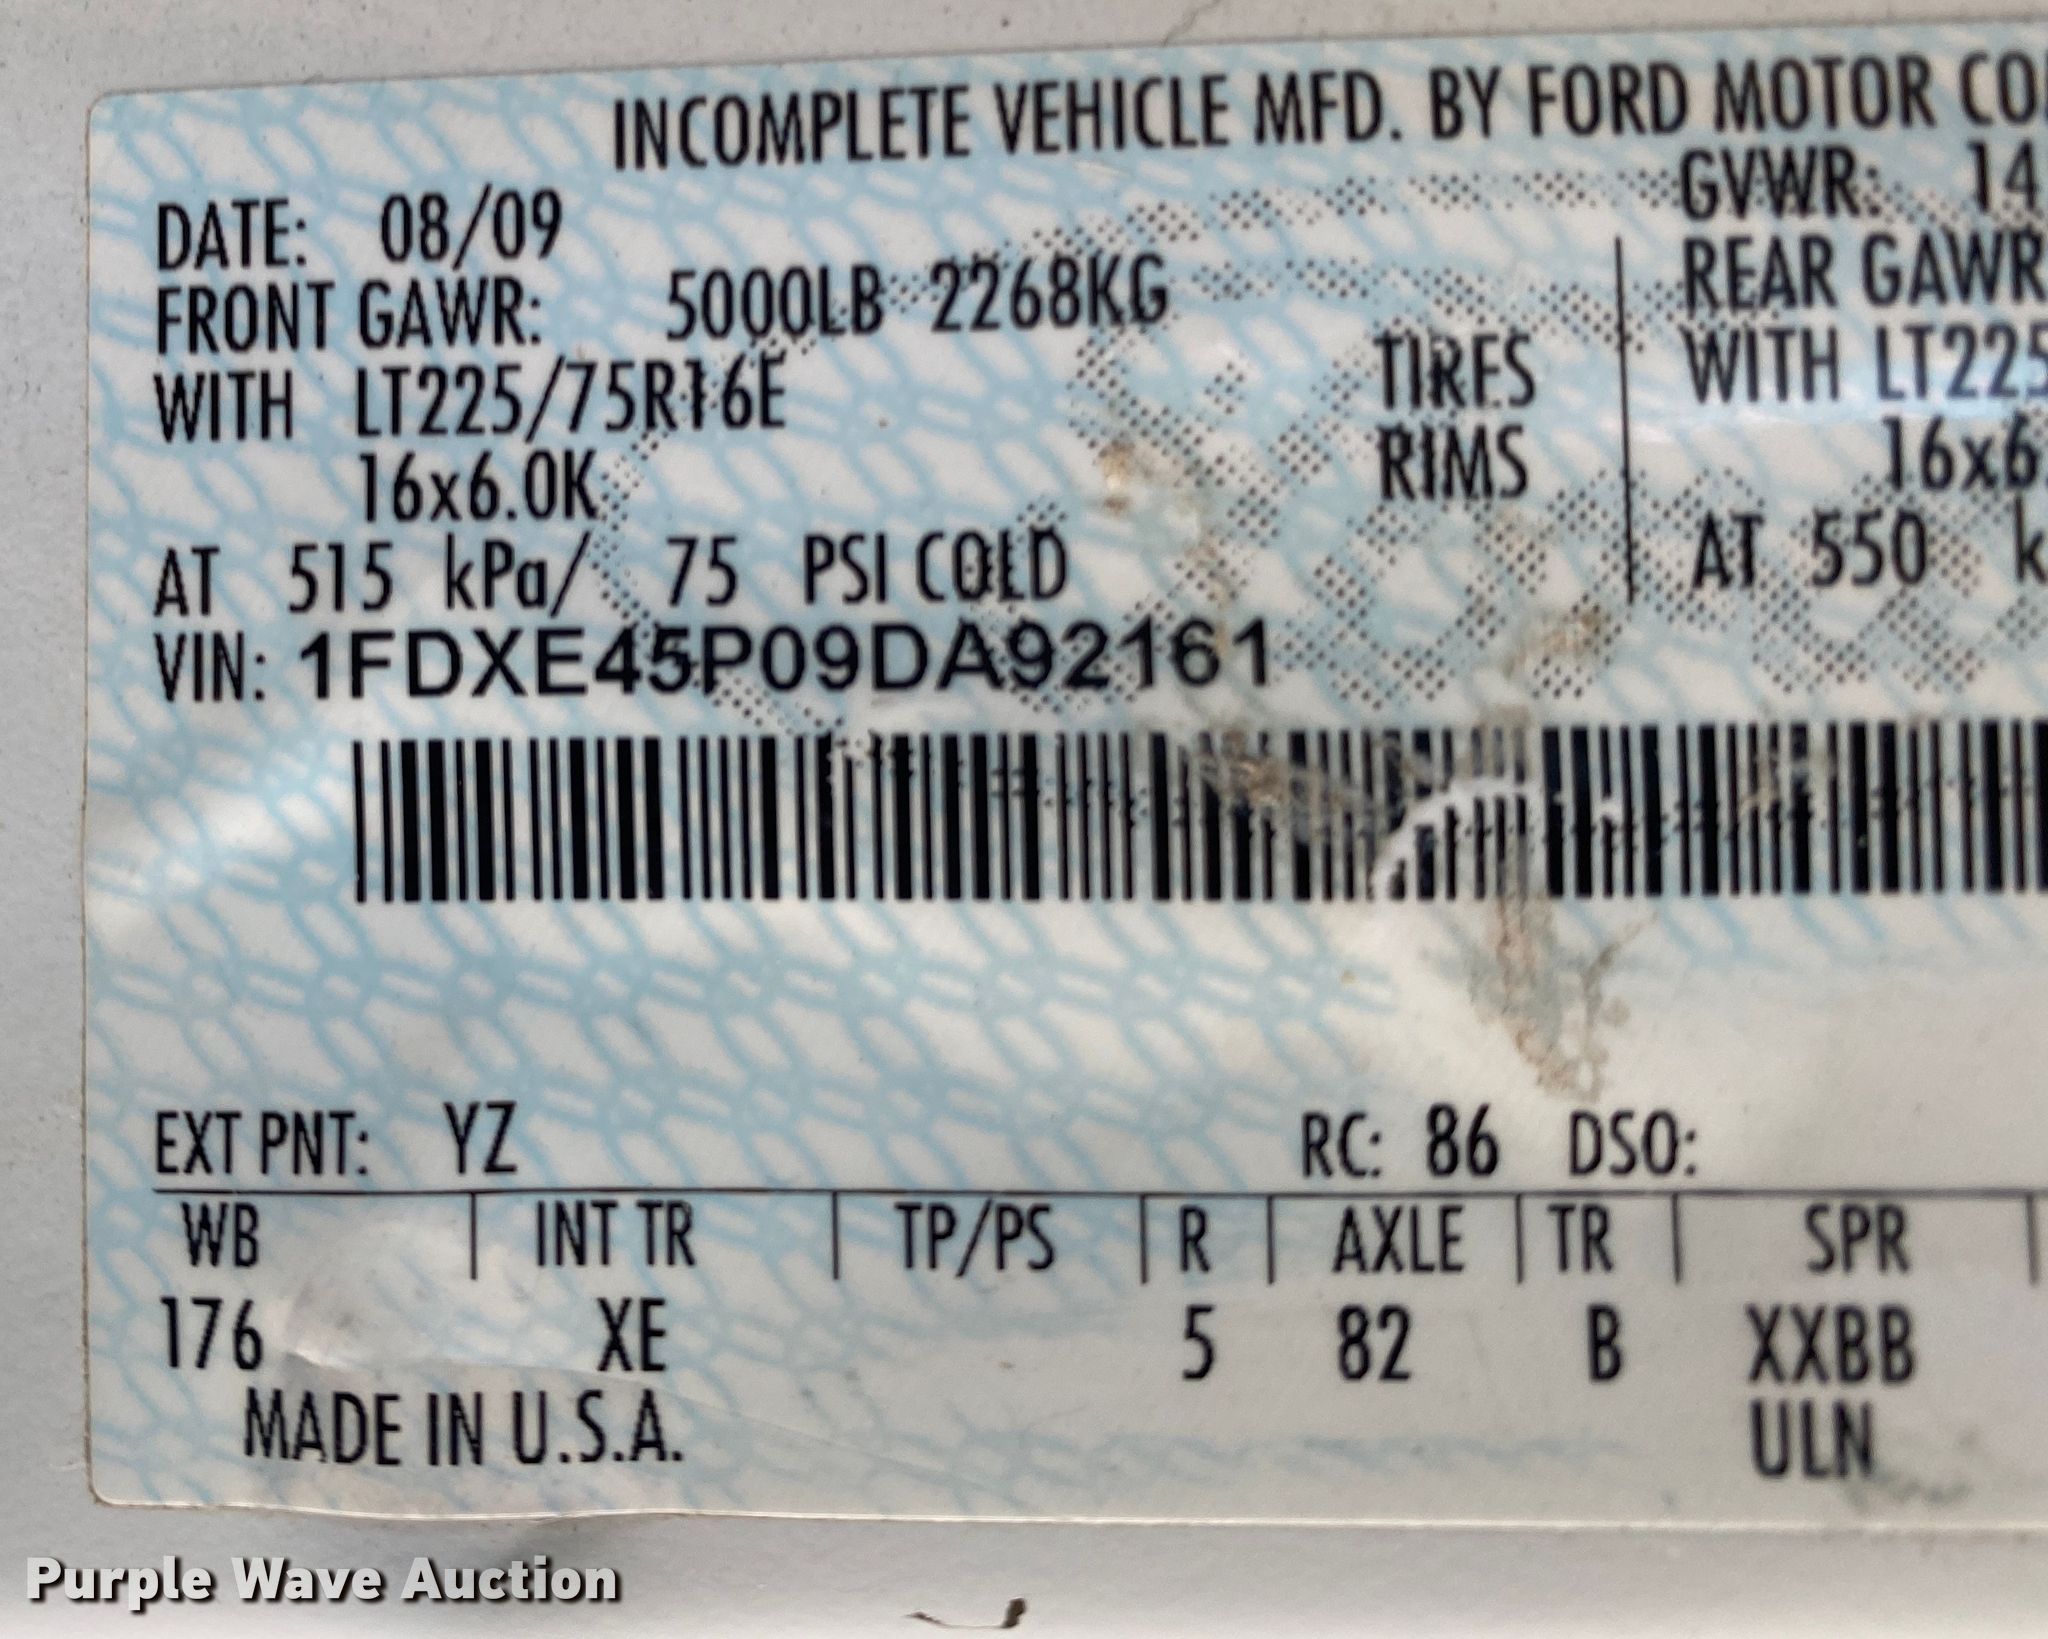 INCOMPLETE VEHICLE MFD. BY FORD MOTOR CO
DATE: 08/09 GVWR: 14
FRONT GAWR: 5000LB 2268KG REAR GAWR
WITH LT225/75R16E TIRES WITH LT225
16x6.0K RIMS 16x6.
AT 515 kPa/ 75 PSI COLD AT 550 k
VIN: 1FDXE45P09DA92161
EXT PNT: YZ RC: 86 DSO:
WB INT TR TP/PS R AXLE TR SPR
176 XE 5 82 B XXBB
MADE IN U.S.A. ULN
Purple Wave Auction